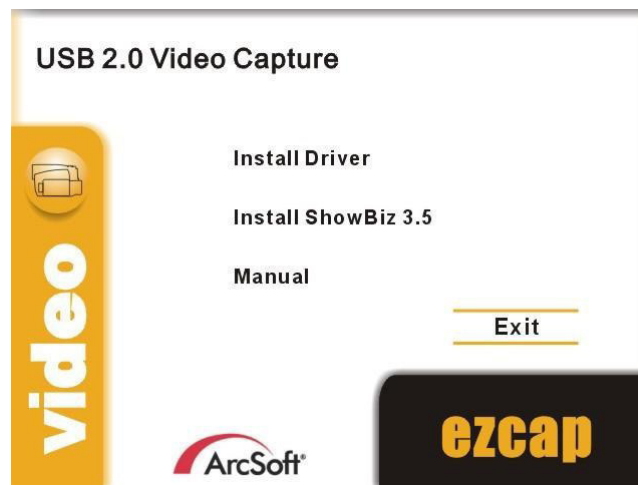 USB 2.0 Video Capture
Install Driver
Install ShowBiz 3.5
Manual
Exit
video
ArcSoft®
ezcap